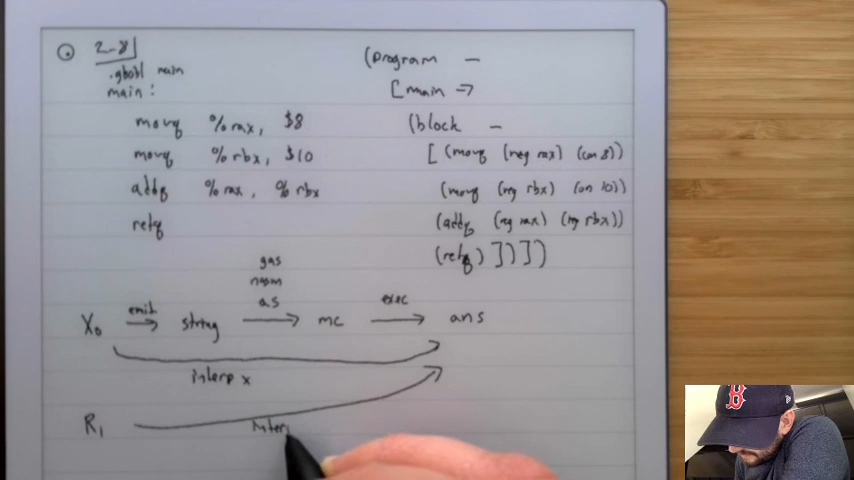 2-8
.globl main
main:
movq %rax, $8
movq %rbx, $10
addq %rax, %rbx
retq
(program —
[main ->
(block —
[(movq (reg rax) (con 8))
(movq (reg rbx) (con 10))
(addq (reg rax) (reg rbx))
(retq)])])
gas
nasm
as
X0 emit string mc exec ans
interp x
R1
inter
B